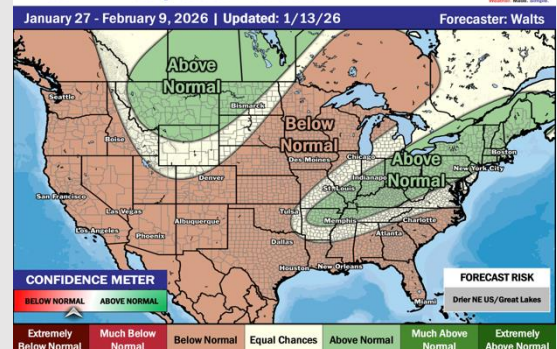 January 27 - February 9, 2026 | Updated: 1/13/26
Forecaster: Walts
Above
Normal
Seattle
Bismarck
Boise
Below
Normal
Des Moines
Chicago
Above
Normal
Boston
New York City
Indianapolis
Denver
St. Louis
San Francisco
Las Vegas
Tulsa
Memphis
Charlotte
Los Angeles
Albuquerque
Phoenix
Dallas
Atlanta
Houston
New Orleans
Miami
CONFIDENCE METER
BELOW NORMAL
ABOVE NORMAL
FORECAST RISK
Drier NE US/Great Lakes
Extremely
Below Normal
Much Below
Normal
Below Normal
Equal Chances
Above Normal
Much Above
Normal
Extremely
Above Normal